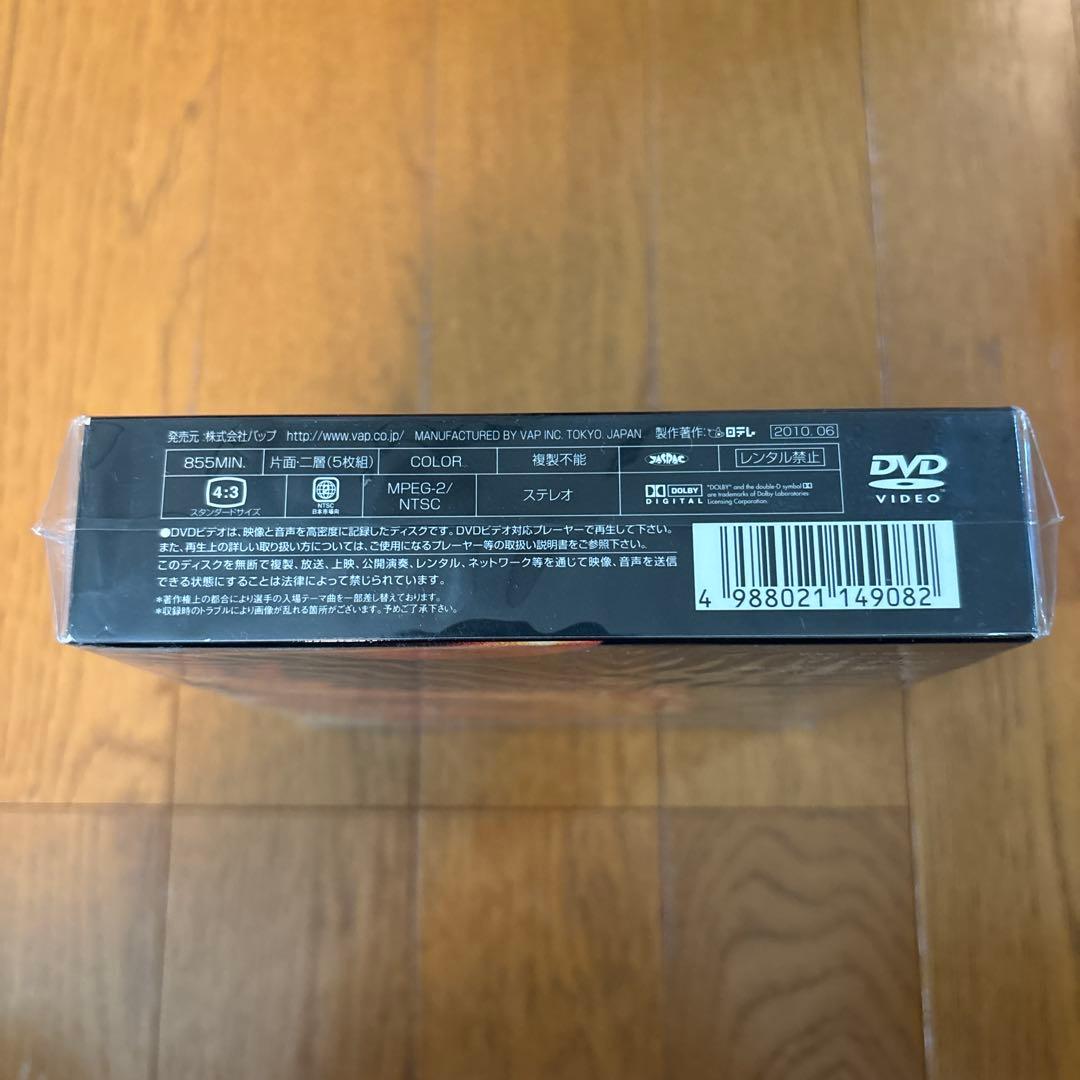 発売元:株式会社バップ http://www.vap.co.jp/ MANUFACTURED BY VAP INC. TOKYO. JAPAN 製作著作: 日テレ 2010. 06
855MIN. 片面・二層(5枚組) COLOR 複製不能 JASRAC レンタル禁止
4:3 スタンダードサイズ NTSC 日本市場向 MPEG-2/NTSC ステレオ DOLBY DIGITAL "DOLBY" and the double-D symbol are trademarks of Dolby Laboratories Licensing Corporation.
DVD VIDEO
●DVDビデオは、映像と音声を高密度に記録したディスクです。DVDビデオ対応プレーヤーで再生して下さい。
また、再生上の詳しい取り扱い方については、ご使用になるプレーヤー等の取扱い説明書をご参照下さい。
このディスクを無断で複製、放送、上映、公開演奏、レンタル、ネットワーク等を通じて映像、音声を送信
できる状態にすることは法律によって禁じられています。
*著作権上の都合により選手の入場テーマ曲を一部差し替えております。
*収録時のトラブルにより画像が乱れる箇所がございます。予めご了承下さい。
4 988021 149082